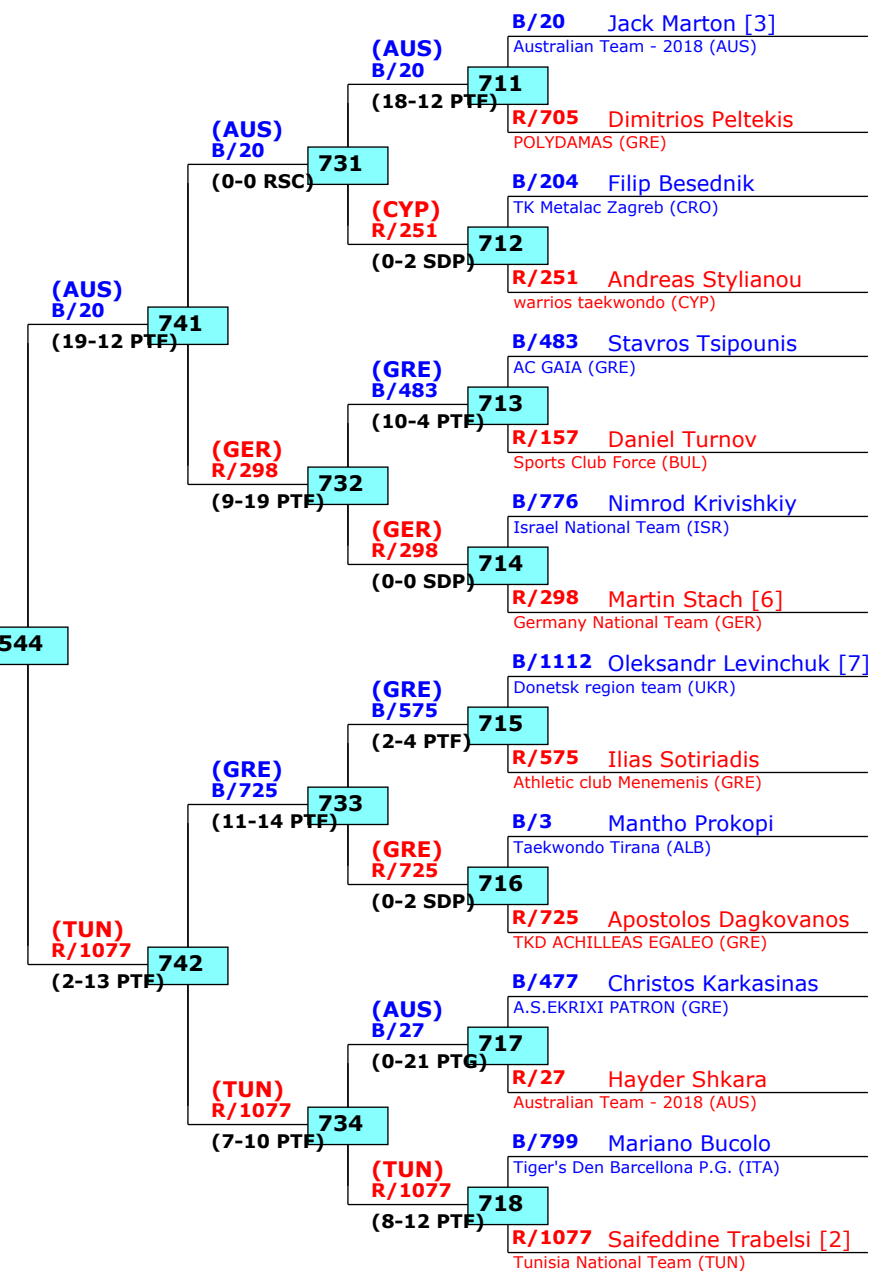 B/20 Jack Marton [3]
Australian Team - 2018 (AUS)
(AUS)
B/20
711
(18-12 PTF)
R/705 Dimitrios Peltekis
POLYDAMAS (GRE)
(AUS)
B/20
731
(0-0 RSC)
B/204 Filip Besednik
TK Metalac Zagreb (CRO)
(CYP)
R/251
712
(0-2 SDP)
R/251 Andreas Stylianou
warrios taekwondo (CYP)
(AUS)
B/20
741
(19-12 PTF)
B/483 Stavros Tsipounis
AC GAIA (GRE)
(GRE)
B/483
713
(10-4 PTF)
R/157 Daniel Turnov
Sports Club Force (BUL)
(GER)
R/298
732
(9-19 PTF)
B/776 Nimrod Krivishkiy
Israel National Team (ISR)
(GER)
R/298
714
(0-0 SDP)
R/298 Martin Stach [6]
Germany National Team (GER)
544
B/1112 Oleksandr Levinchuk [7]
Donetsk region team (UKR)
(GRE)
B/575
715
(2-4 PTF)
R/575 Ilias Sotiriadis
Athletic club Menemenis (GRE)
(GRE)
B/725
733
(11-14 PTF)
B/3 Mantho Prokopi
Taekwondo Tirana (ALB)
(GRE)
R/725
716
(0-2 SDP)
R/725 Apostolos Dagkovanos
TKD ACHILLEAS EGALEO (GRE)
(TUN)
R/1077
742
(2-13 PTF)
B/477 Christos Karkasinas
A.S.EKRIXI PATRON (GRE)
(AUS)
B/27
717
(0-21 PTG)
R/27 Hayder Shkara
Australian Team - 2018 (AUS)
(TUN)
R/1077
734
(7-10 PTF)
B/799 Mariano Bucolo
Tiger's Den Barcellona P.G. (ITA)
(TUN)
R/1077
718
(8-12 PTF)
R/1077 Saifeddine Trabelsi [2]
Tunisia National Team (TUN)